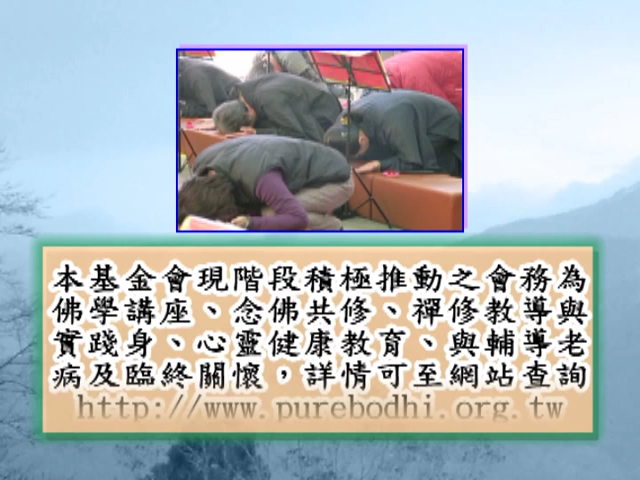 本基金會現階段積極推動之會務為
佛學講座、念佛共修、禪修教導與
實踐身、心靈健康教育、與輔導老
病及臨終關懷，詳情可至網站查詢
http://www.purebodhi.org.tw